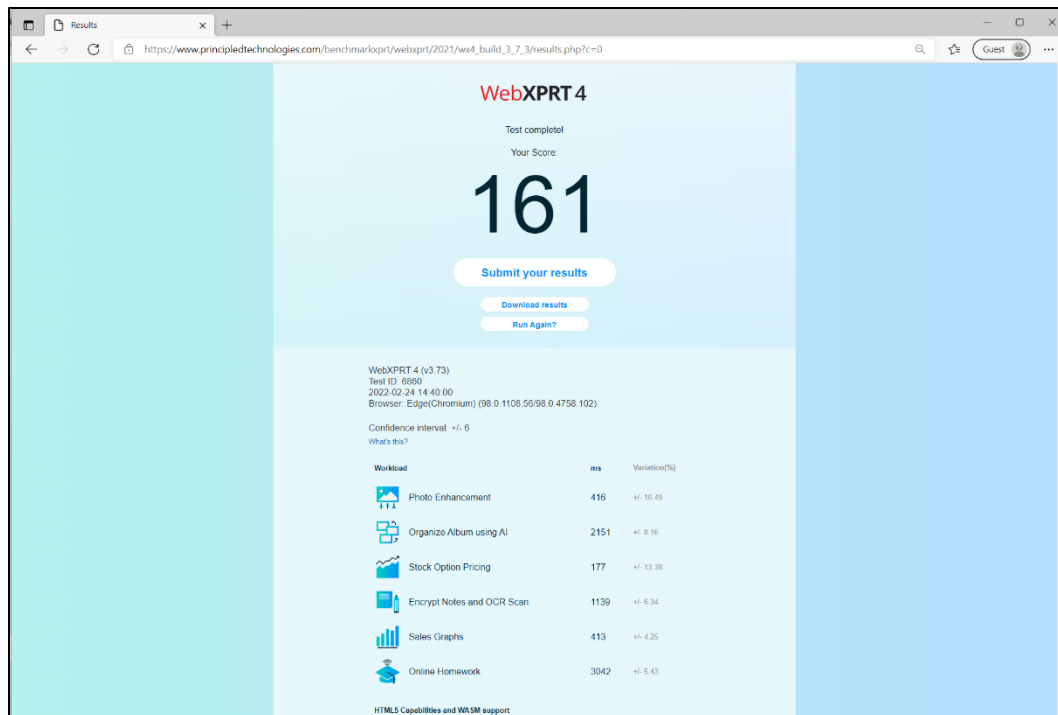 Results
https://www.principledtechnologies.com/benchmarkxprt/webxprt/2021/wx4_build_3_7_3/results.php?c=0
Guest
WebXPRT 4
Test complete!
Your Score:
161
Submit your results
Download results
Run Again?
WebXPRT 4 (v3.73)
Test ID: 6860
2022-02-24 14:40:00
Browser: Edge(Chromium) (98.0.1108.56/98.0.4758.102)
Confidence interval: +/- 6
What's this?
Workload ms Variation(%)
Photo Enhancement 416 +/- 16.49
Organize Album using AI 2151 +/- 8.16
Stock Option Pricing 177 +/- 13.38
Encrypt Notes and OCR Scan 1139 +/- 6.34
Sales Graphs 413 +/- 4.25
Online Homework 3042 +/- 5.43
HTML5 Capabilities and WASM support